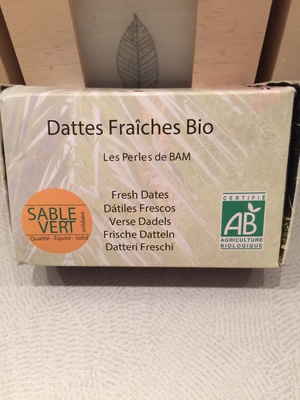 Dattes Fraîches Bio
Les Perles de BAM
Fresh Dates
Dátiles Frescos
Verse Dadels
Frische Datteln
Datteri Freschi
SABLE
VERT
Qualité - Equité - Solid
CERTIFIÉ
AB
AGRICULTURE
BIOLOGIQUE